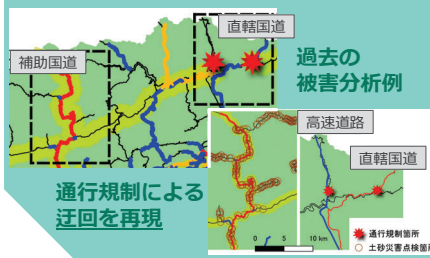 直轄国道
補助国道
過去の
被害分析例
高速道路
直轄国道
通行規制による
迂回を再現
通行規制箇所
土砂災害点検箇所
0 5 10 km